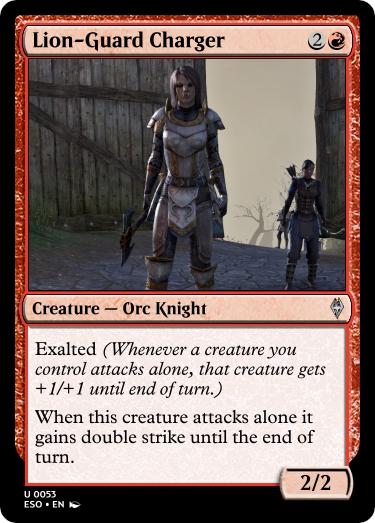 Lion-Guard Charger 2
Creature — Orc Knight
Exalted (Whenever a creature you
control attacks alone, that creature gets
+1/+1 until end of turn.)
When this creature attacks alone it
gains double strike until the end of
turn.
2/2
U 0053
ESO • EN